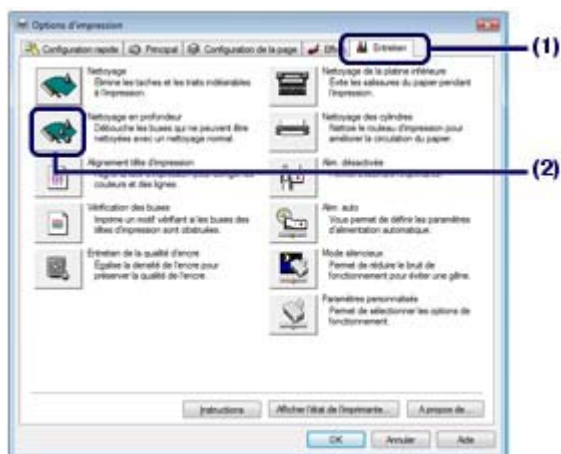 Options d'impression
Configuration rapide
Principal
Configuration de la page
Entretien
(1)
Nettoyage
Elimine les taches et les traits indésirables
à l'impression.
Nettoyage de la platine inférieure
Evite les salissures du papier pendant
l'impression.
Nettoyage en profondeur
Débouche les buses qui ne peuvent être
nettoyées avec un nettoyage normal.
Nettoyage des cylindres
Nettoie le rouleau d'impression pour
améliorer la circulation du papier.
(2)
Alignement tête d'impression
couleurs et des lignes.
Alim. désactivée
Vérification des buses
Imprime un motif vérifiant si les buses des
têtes d'impression sont obstruées.
Alim. auto
Vous permet de définir les paramètres
d'alimentation automatique.
Entretien de la qualité d'encre
Egalise la densité de l'encre pour
préserver la qualité de l'encre.
Mode silencieux
Permet de réduire le bruit de
fonctionnement pour éviter une gêne.
Paramètres personnalisés
Permet de sélectionner les options de
fonctionnement.
Instructions
Afficher l'état de l'imprimante...
A propos de...
OK
Annuler
Aide